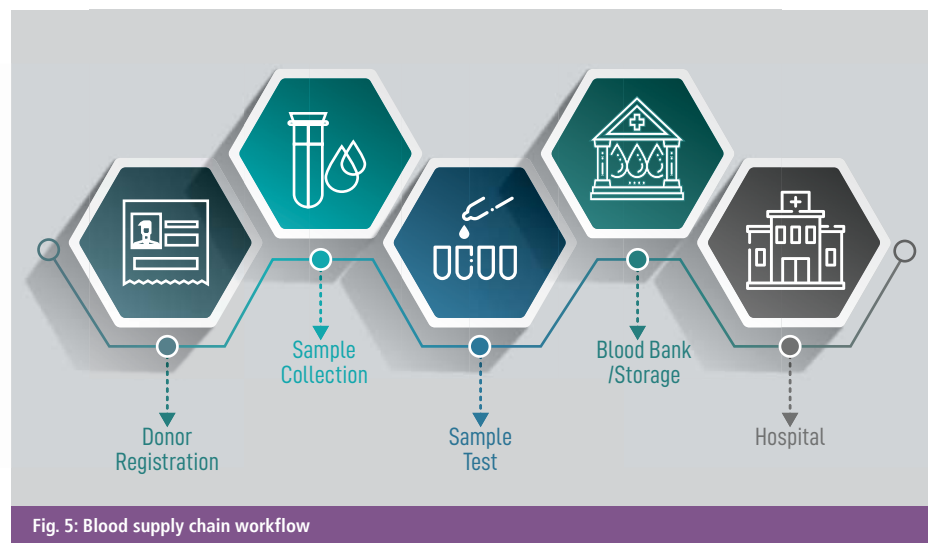 Donor
Registration
Sample
Collection
Sample
Test
Blood Bank
/Storage
Hospital
Fig. 5: Blood supply chain workflow